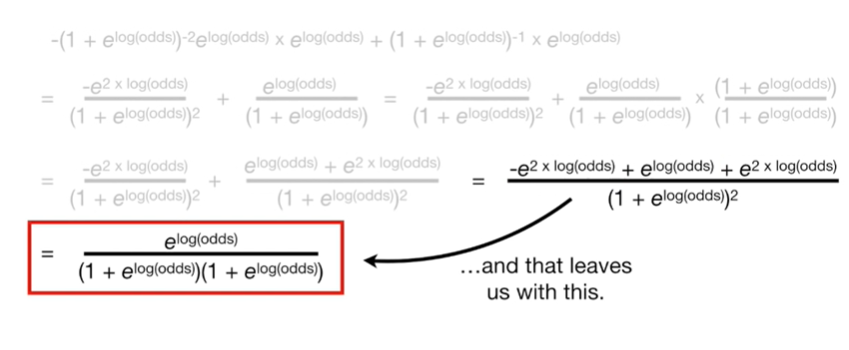 -(1 + e^log(odds))^-2 e^log(odds) x e^log(odds) + (1 + e^log(odds))^-1 x e^log(odds)
= -e^2 x log(odds) / (1 + e^log(odds))^2 + e^log(odds) / (1 + e^log(odds)) = -e^2 x log(odds) / (1 + e^log(odds))^2 + e^log(odds) / (1 + e^log(odds)) x (1 + e^log(odds)) / (1 + e^log(odds))
= -e^2 x log(odds) / (1 + e^log(odds))^2 + e^log(odds) + e^2 x log(odds) / (1 + e^log(odds))^2 = -e^2 x log(odds) + e^log(odds) + e^2 x log(odds) / (1 + e^log(odds))^2
= e^log(odds) / (1 + e^log(odds))(1 + e^log(odds))
...and that leaves
us with this.